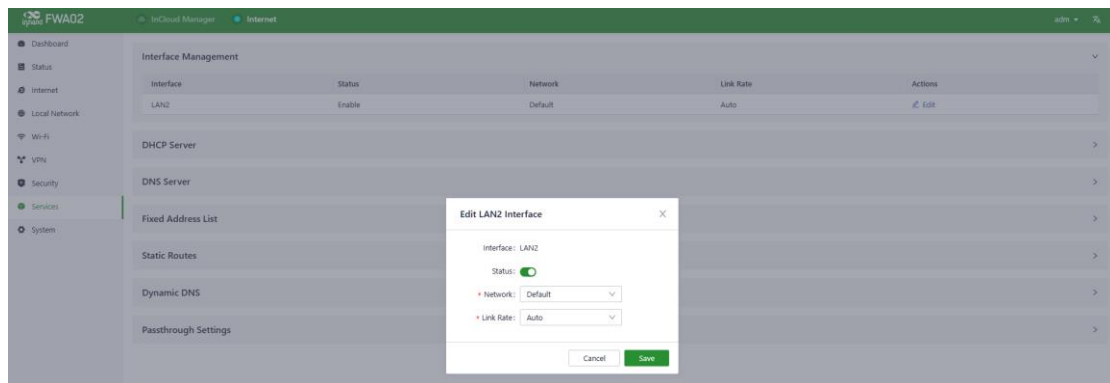 inhand FWA02
InCloud Manager
Internet
adm
Dashboard
Status
Internet
Local Network
Wi-Fi
VPN
Security
Services
System
Interface Management
Interface Status Network Link Rate Actions
LAN2 Enable Default Auto Edit
DHCP Server
DNS Server
Fixed Address List
Static Routes
Dynamic DNS
Passthrough Settings
Edit LAN2 Interface
Interface: LAN2
Status:
* Network: Default
* Link Rate: Auto
Cancel Save